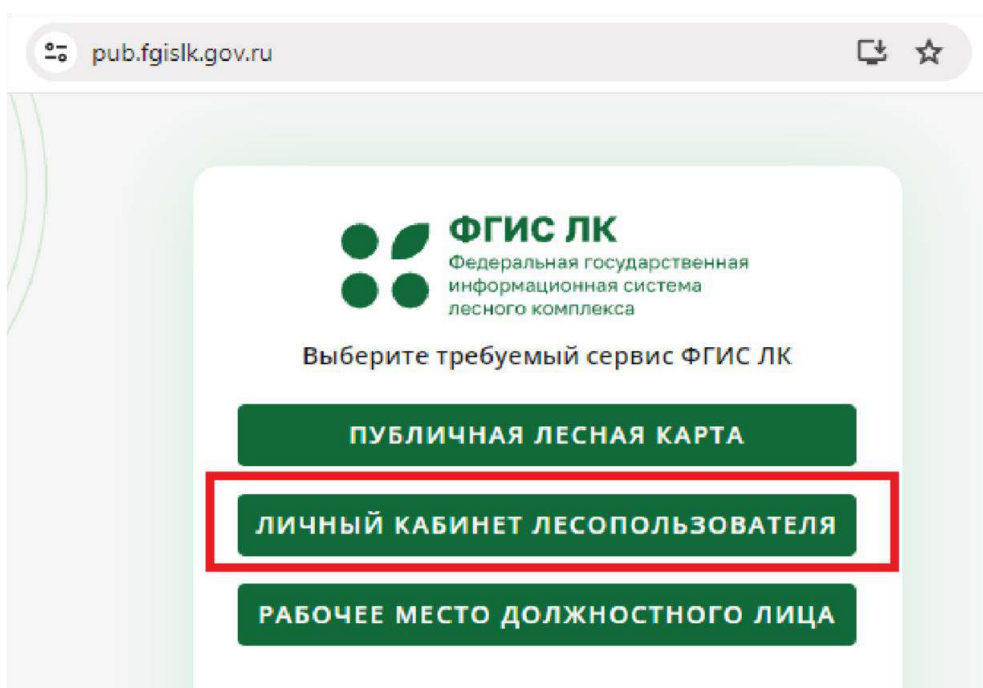 pub.fgislk.gov.ru
ФГИС ЛК
Федеральная государственная
информационная система
лесного комплекса
Выберите требуемый сервис ФГИС ЛК
ПУБЛИЧНАЯ ЛЕСНАЯ КАРТА
ЛИЧНЫЙ КАБИНЕТ ЛЕСОПОЛЬЗОВАТЕЛЯ
РАБОЧЕЕ МЕСТО ДОЛЖНОСТНОГО ЛИЦА